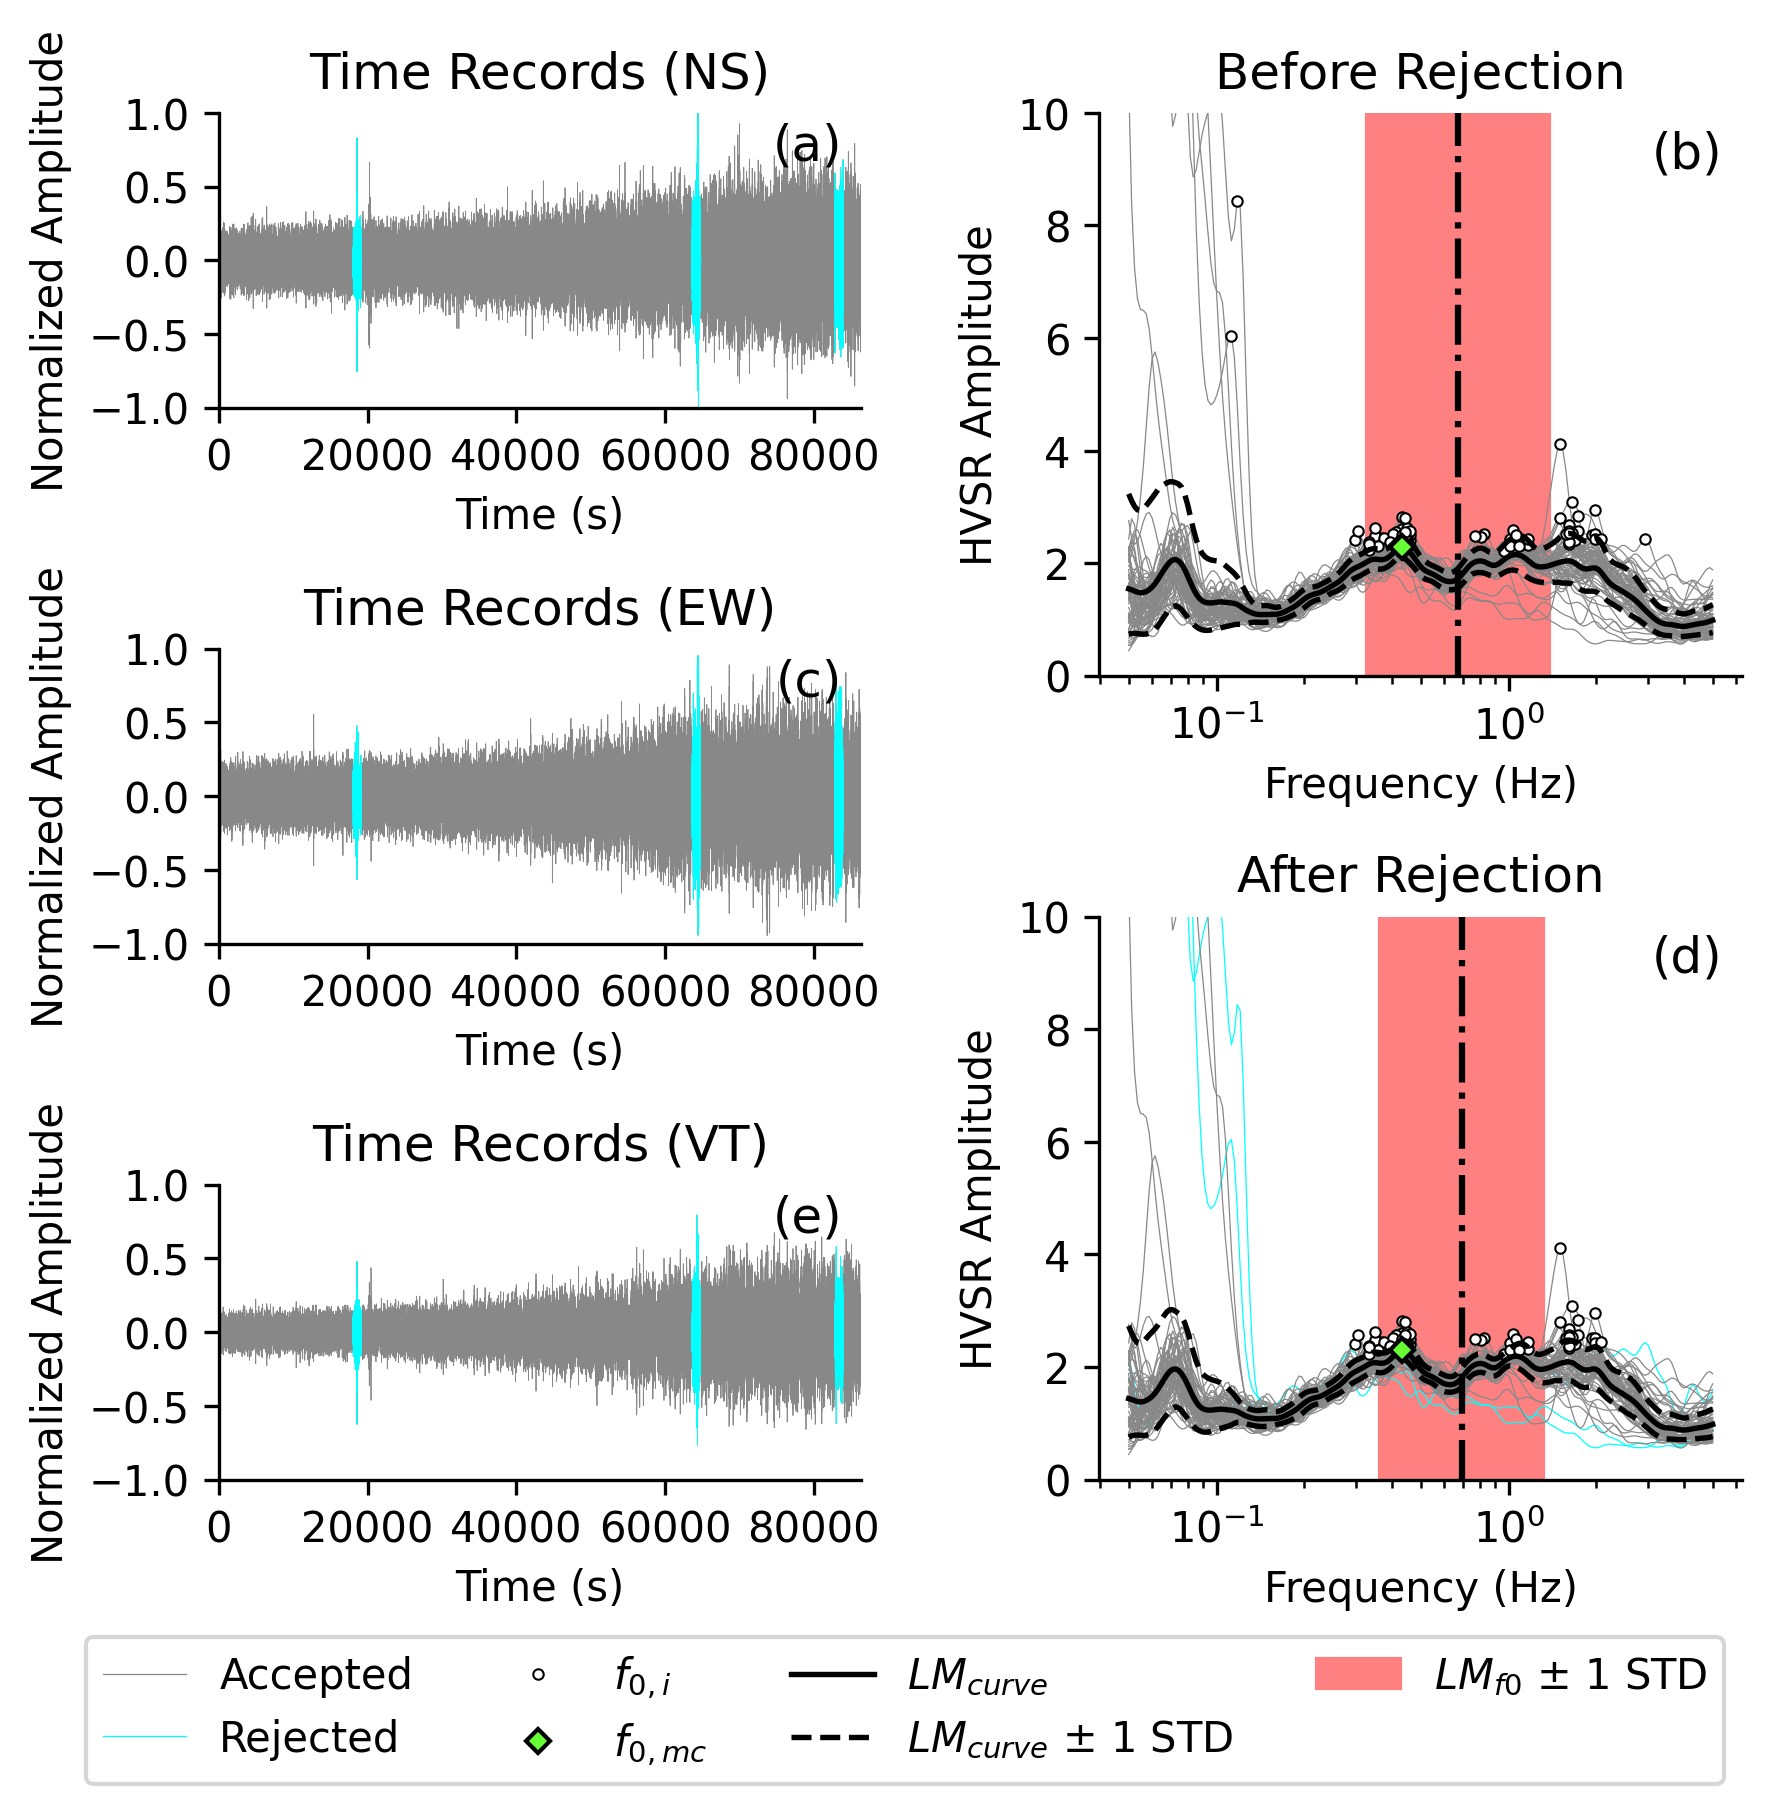 Time Records (NS)
Normalized Amplitude
1.0
0.5
0.0
−0.5
−1.0
(a)
0 20000 40000 60000 80000
Time (s)
Before Rejection
HVSR Amplitude
10
8
6
4
2
0
(b)
10⁻¹ 10⁰
Frequency (Hz)
Time Records (EW)
Normalized Amplitude
1.0
0.5
0.0
−0.5
−1.0
(c)
0 20000 40000 60000 80000
Time (s)
After Rejection
HVSR Amplitude
10
8
6
4
2
0
(d)
10⁻¹ 10⁰
Frequency (Hz)
Time Records (VT)
Normalized Amplitude
1.0
0.5
0.0
−0.5
−1.0
(e)
0 20000 40000 60000 80000
Time (s)
Accepted
Rejected
f0,i
f0,mc
LMcurve
LMcurve ± 1 STD
LMf0 ± 1 STD